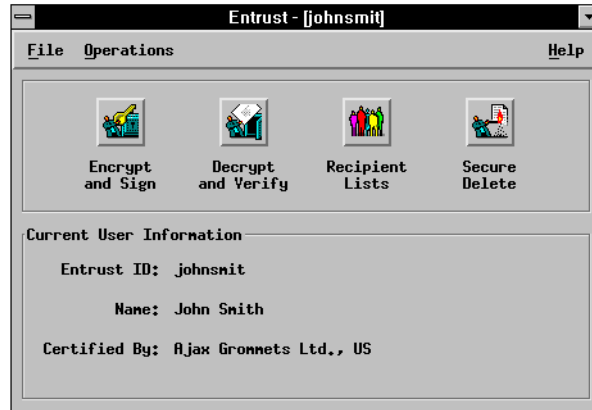 Entrust - [johnsmit]
File Operations Help
Encrypt and Sign
Decrypt and Verify
Recipient Lists
Secure Delete
Current User Information
Entrust ID: johnsmit
Name: John Smith
Certified By: Ajax Grommets Ltd., US